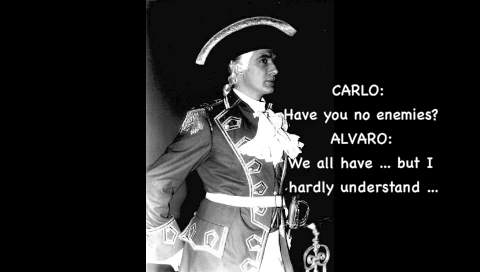 CARLO:
Have you no enemies?
ALVARO:
We all have ... but I
hardly understand ...